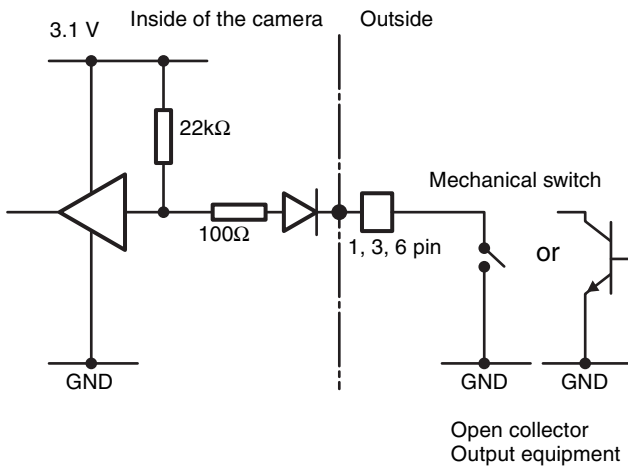 Inside of the camera
Outside
3.1 V
22kΩ
Mechanical switch
100Ω
1, 3, 6 pin
or
GND
GND
GND
Open collector
Output equipment